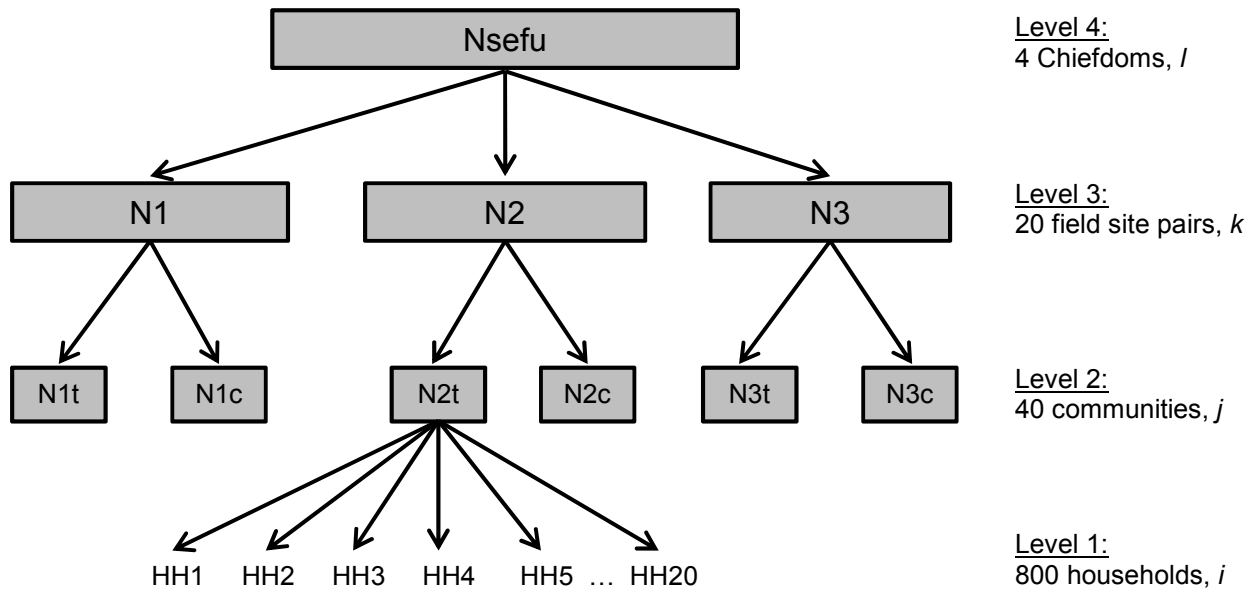 Nsefu
Level 4:
4 Chiefdoms, l
N1 N2 N3
Level 3:
20 field site pairs, k
N1t N1c N2t N2c N3t N3c
Level 2:
40 communities, j
HH1 HH2 HH3 HH4 HH5 … HH20
Level 1:
800 households, i